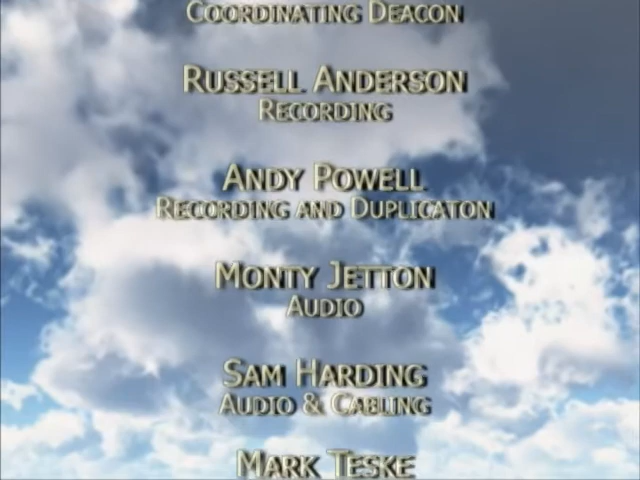 Coordinating Deacon
Russell Anderson
Recording
Andy Powell
Recording and Duplicaton
Monty Jetton
Audio
Sam Harding
Audio & Cabling
Mark Teske